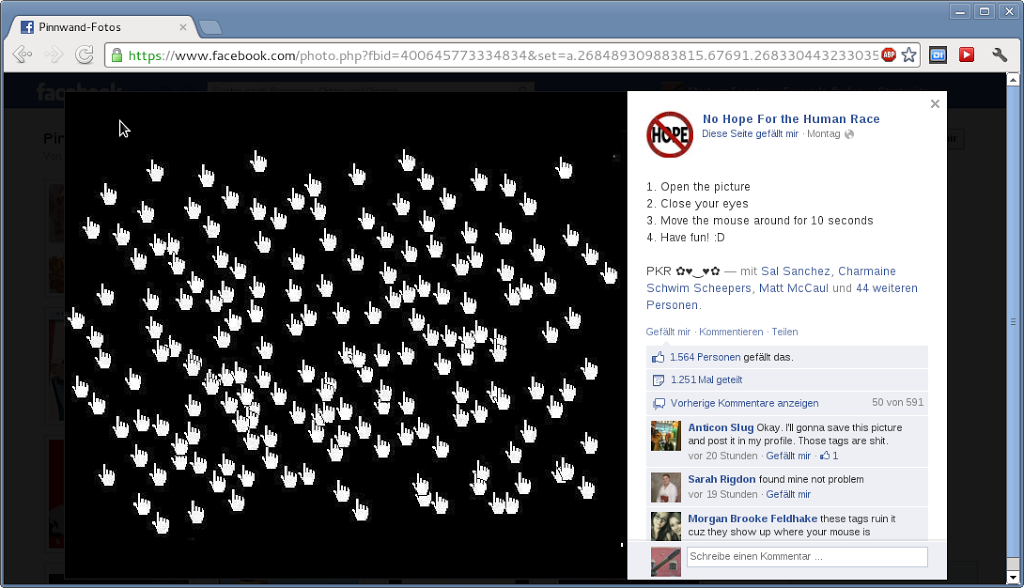 Pinnwand-Fotos
https://www.facebook.com/photo.php?fbid=400645773334834&set=a.268489309883815.67691.268330443233035
ABP
facebook
HOPE
No Hope For the Human Race
Diese Seite gefällt mir · Montag
1. Open the picture
2. Close your eyes
3. Move the mouse around for 10 seconds
4. Have fun! :D
PKR ✿♥‿♥✿ — mit Sal Sanchez, Charmaine
Schwim Scheepers, Matt McCaul und 44 weiteren
Personen.
Gefällt mir · Kommentieren · Teilen
1.564 Personen gefällt das.
1.251 Mal geteilt
Vorherige Kommentare anzeigen 50 von 591
Anticon Slug Okay. I'll gonna save this picture
and post it in my profile. Those tags are shit.
vor 20 Stunden · Gefällt mir · 1
Sarah Rigdon found mine not problem
vor 19 Stunden · Gefällt mir
Morgan Brooke Feldhake these tags ruin it
cuz they show up where your mouse is
Schreibe einen Kommentar ...